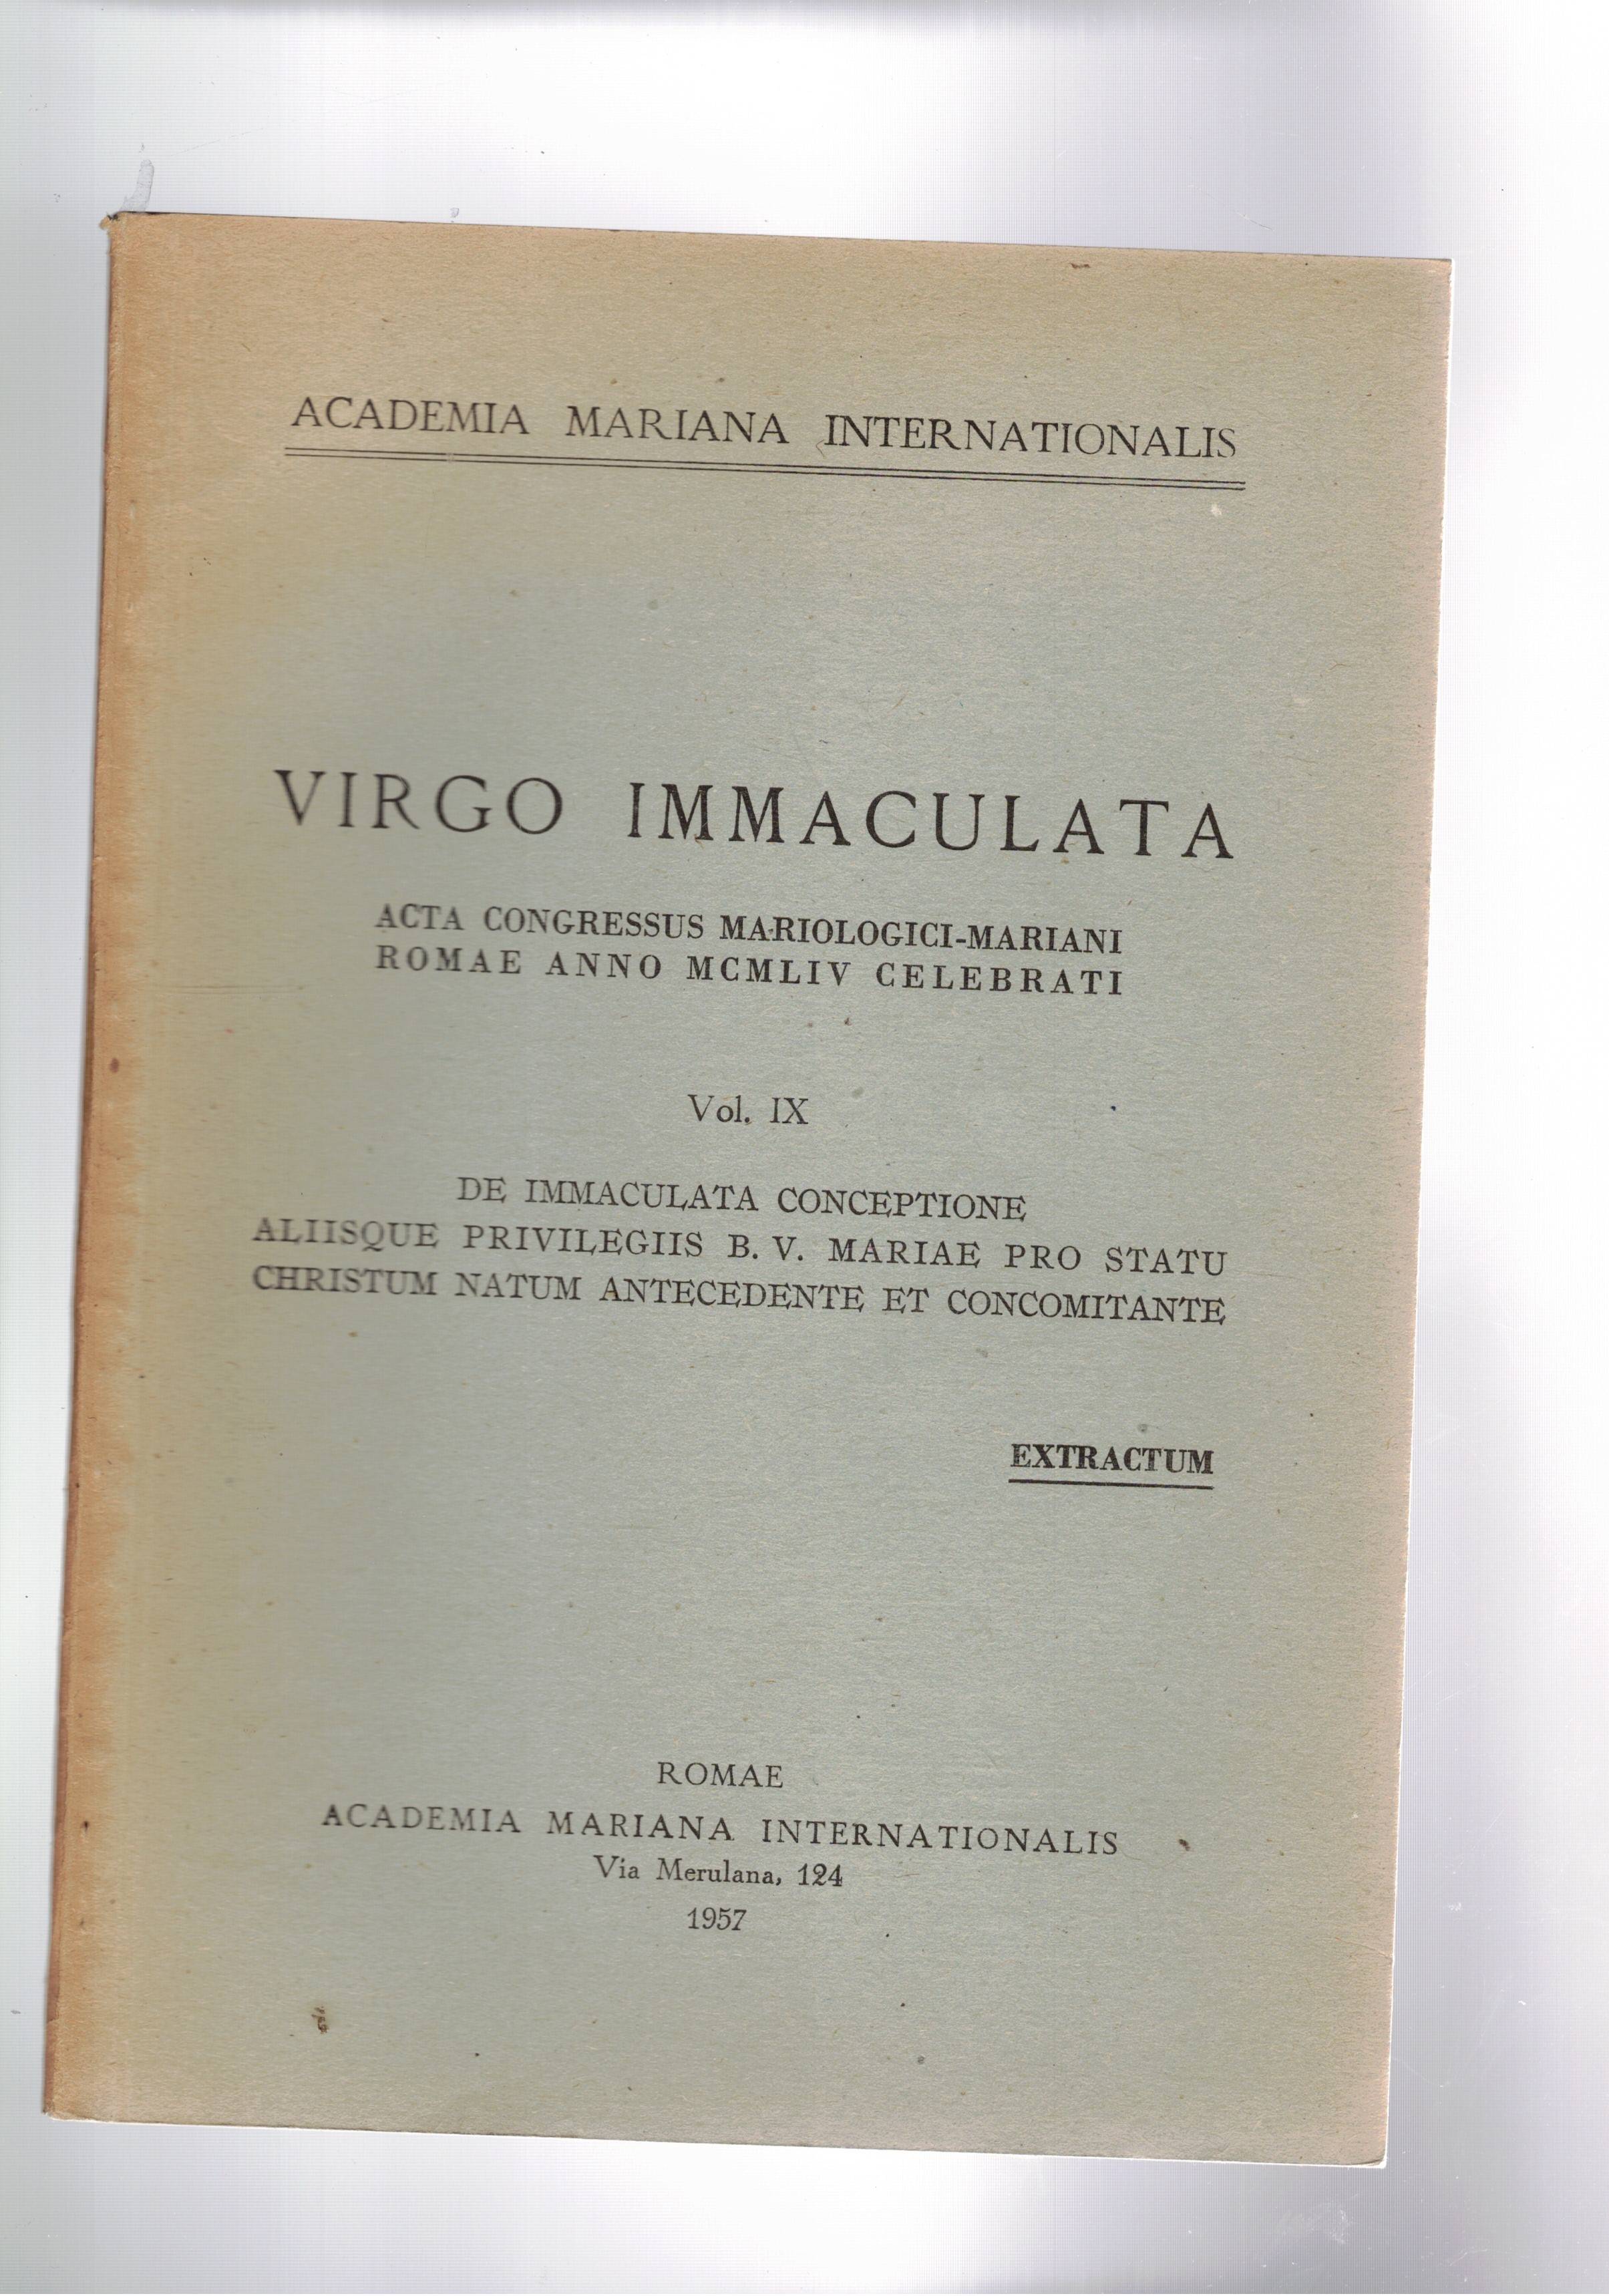 ACADEMIA MARIANA INTERNATIONALIS
VIRGO IMMACULATA
ACTA CONGRESSUS MARIOLOGICI-MARIANI
ROMAE ANNO MCMLIV CELEBRATI
Vol. IX
DE IMMACULATA CONCEPTIONE
ALIISQUE PRIVILEGIIS B. V. MARIAE PRO STATU
CHRISTUM NATUM ANTECEDENTE ET CONCOMITANTE
EXTRACTUM
ROMAE
ACADEMIA MARIANA INTERNATIONALIS
Via Merulana, 124
1957